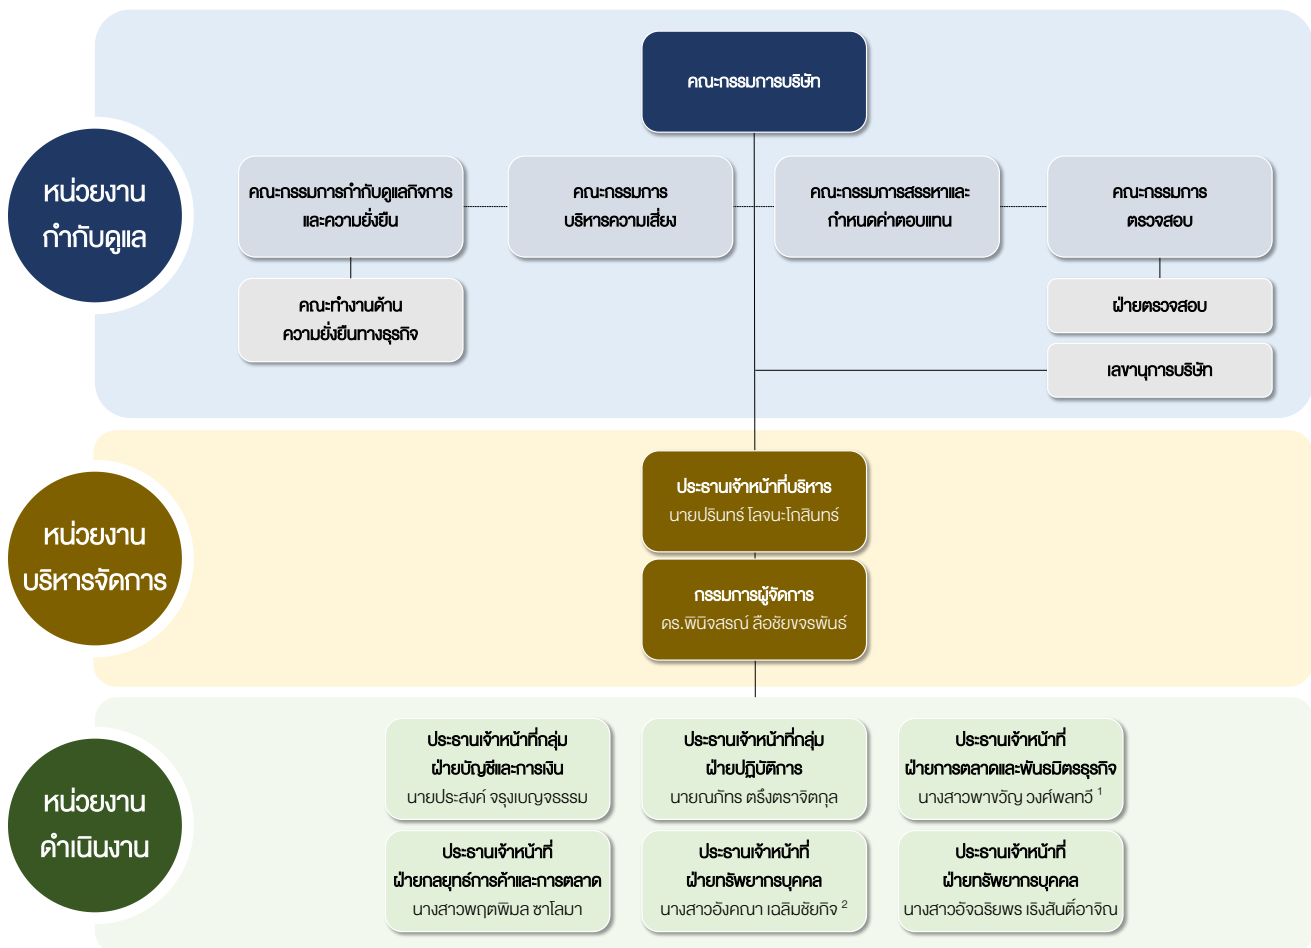 คณะกรรมการบริษัท
หน่วยงาน
กำกับดูแล
คณะกรรมการกำกับดูแลกิจการ
และความยั่งยืน
คณะกรรมการ
บริหารความเสี่ยง
คณะกรรมการสรรหาและ
กำหนดค่าตอบแทน
คณะกรรมการ
ตรวจสอบ
คณะทำงานด้าน
ความยั่งยืนทางธุรกิจ
ฝ่ายตรวจสอบ
เลขานุการบริษัท
หน่วยงาน
บริหารจัดการ
ประธานเจ้าหน้าที่บริหาร
นายปรินทร์ โลจนะโกสินทร์
กรรมการผู้จัดการ
ดร.พินิจสรณ์ ลือชัยขจรพันธ์
หน่วยงาน
ดำเนินงาน
ประธานเจ้าหน้าที่กลุ่ม
ฝ่ายบัญชีและการเงิน
นายประสงค์ จรุงเบญจธรรม
ประธานเจ้าหน้าที่กลุ่ม
ฝ่ายปฏิบัติการ
นายณภัทร ตรึงตราจิตกุล
ประธานเจ้าหน้าที่
ฝ่ายการตลาดและพันธมิตรธุรกิจ
นางสาวพาขวัญ วงศ์พลทวี ¹
ประธานเจ้าหน้าที่
ฝ่ายกลยุทธ์การค้าและการตลาด
นางสาวพฤตพิมล ซาโลมา
ประธานเจ้าหน้าที่
ฝ่ายทรัพยากรบุคคล
นางสาวอังคณา เฉลิมชัยกิจ ²
ประธานเจ้าหน้าที่
ฝ่ายทรัพยากรบุคคล
นางสาวอัจฉริยพร เริงสันติ์อาจิณ